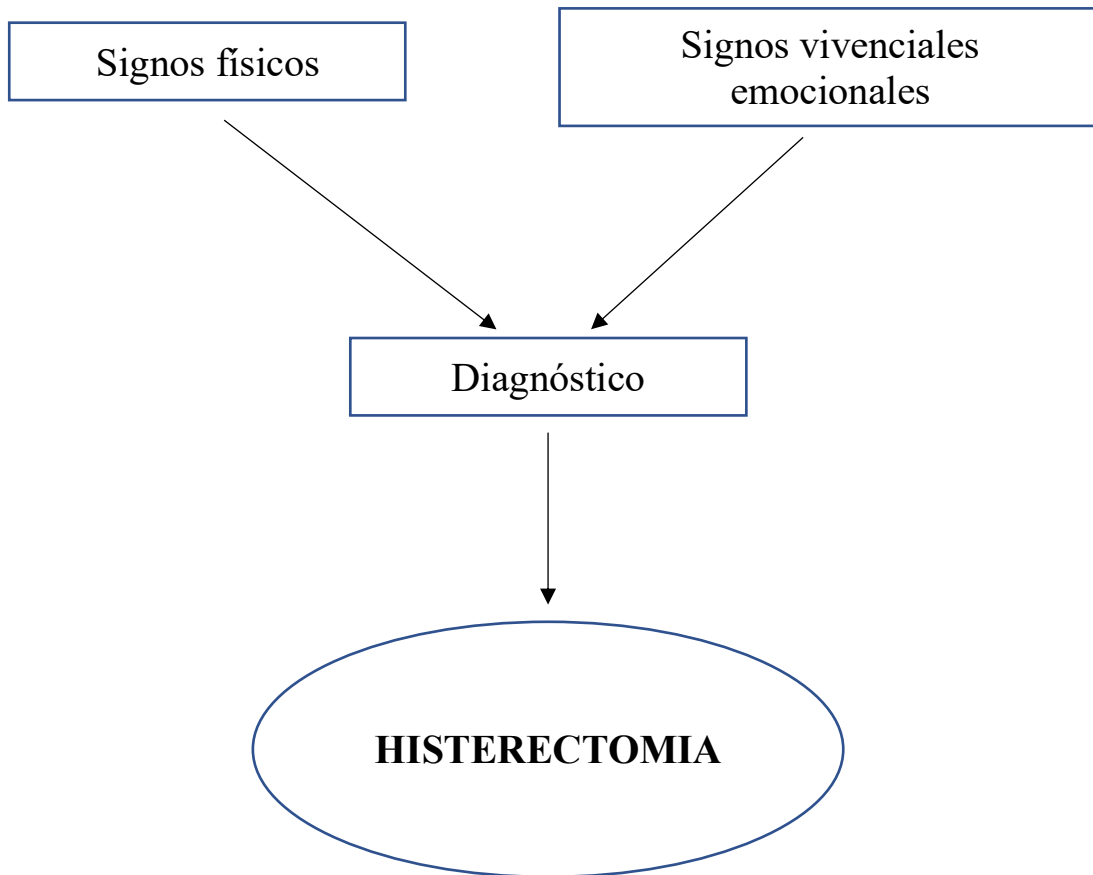 Signos físicos
Signos vivenciales
emocionales
Diagnóstico
HISTERECTOMIA